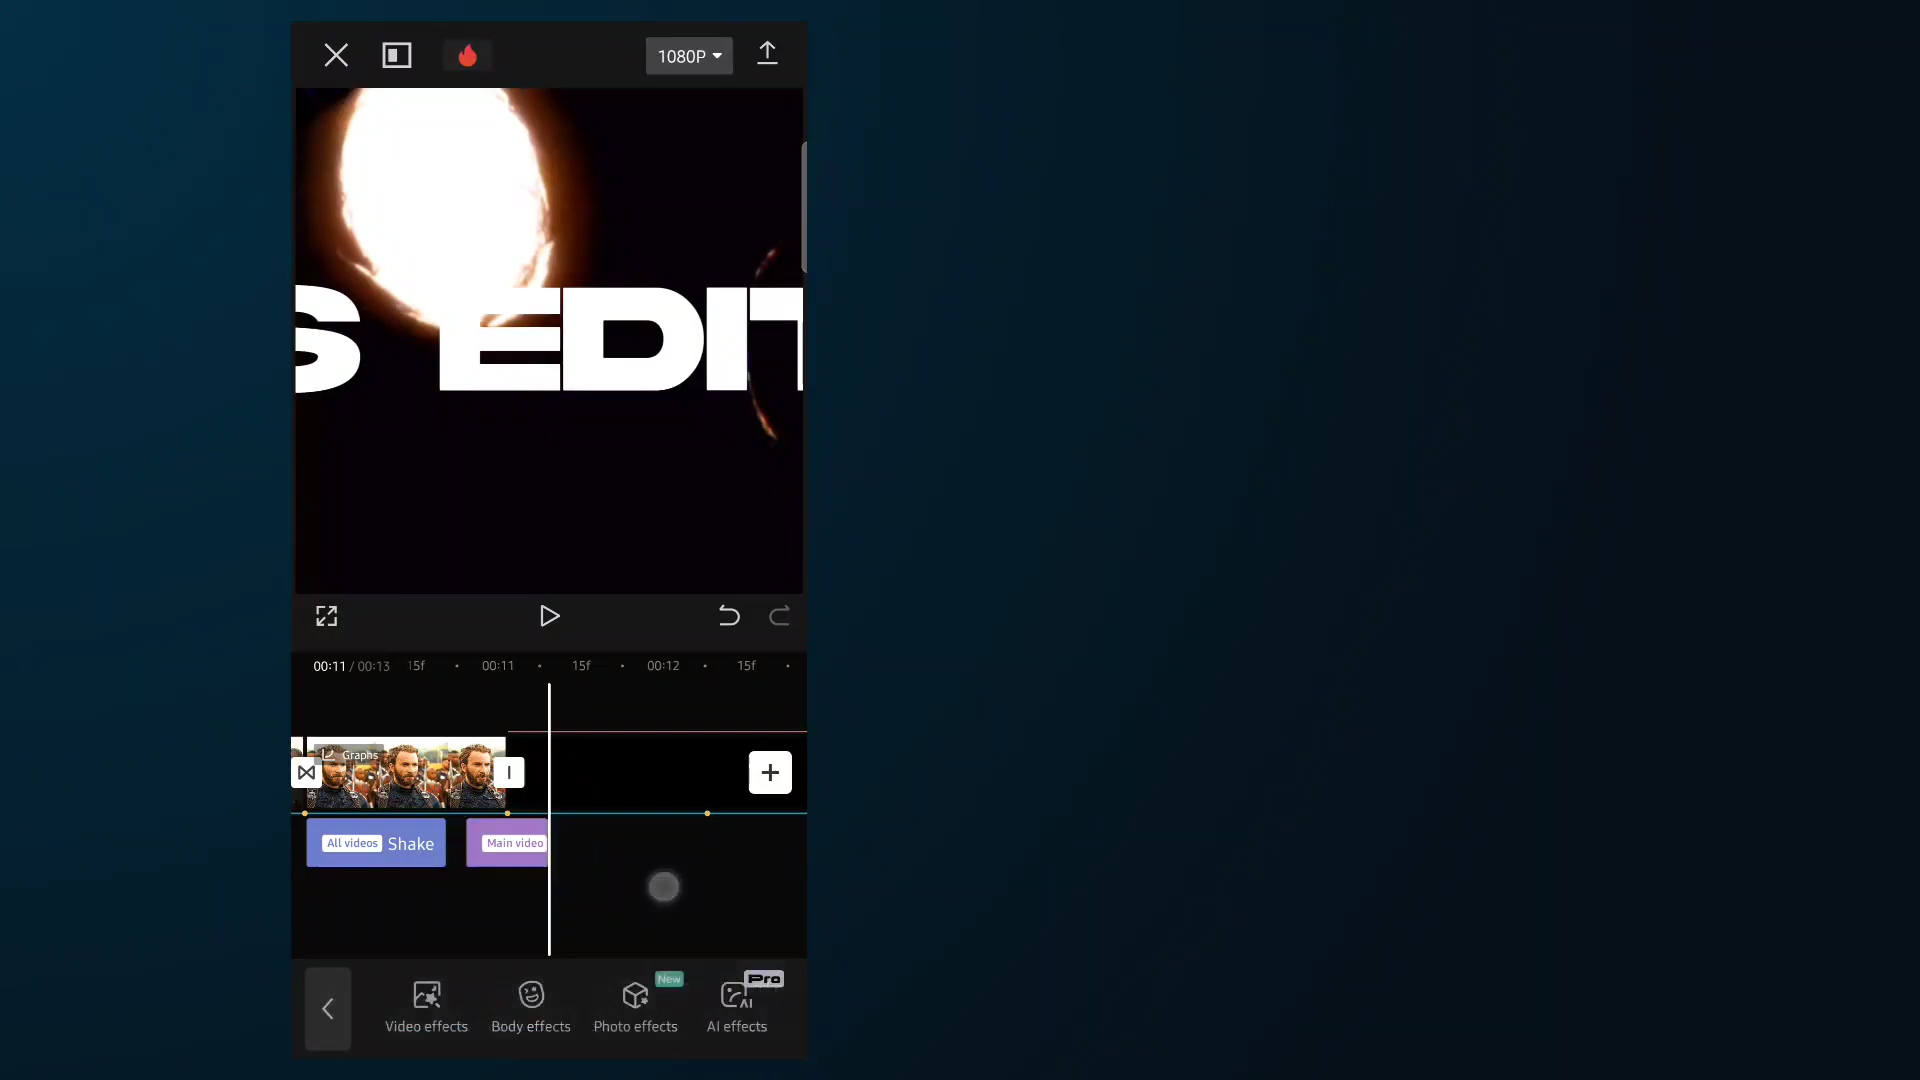 1080P
S EDIT
00:11 / 00:13 15f 00:11 15f 00:12 15f
Graphs
All videos Shake
Main video
New
Pro
AI
Video effects Body effects Photo effects AI effects